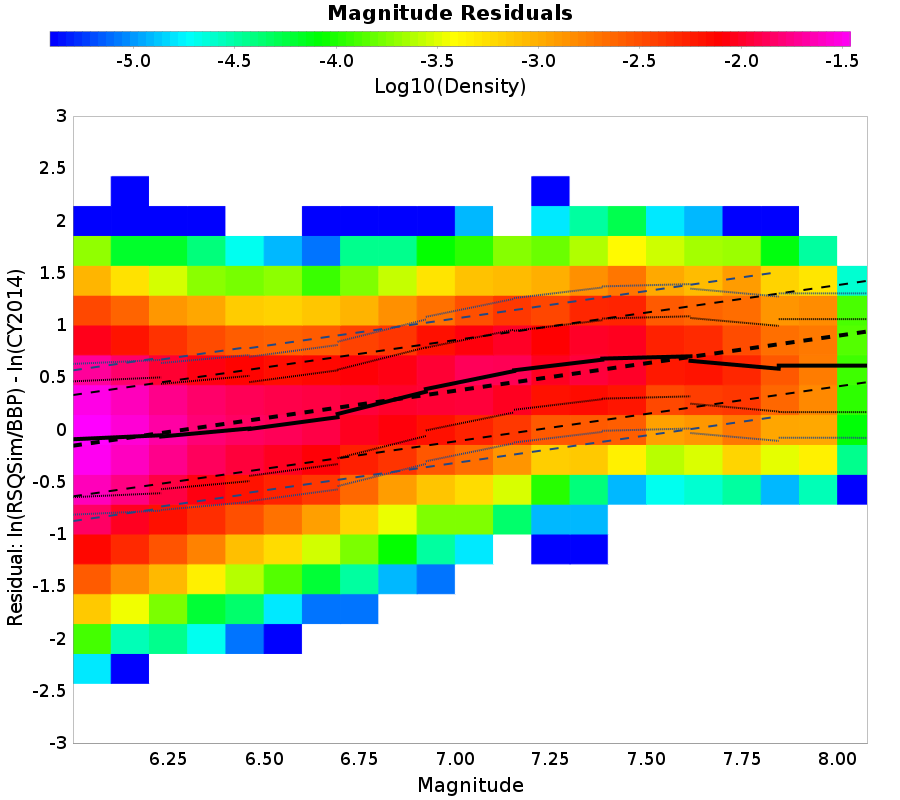 Magnitude Residuals
-5.0 -4.5 -4.0 -3.5 -3.0 -2.5 -2.0 -1.5
Log10(Density)
Residual: ln(RSQSim/BBP) - ln(CY2014)
3
2.5
2
1.5
1
0.5
0
-0.5
-1
-1.5
-2
-2.5
-3
6.25 6.50 6.75 7.00 7.25 7.50 7.75 8.00
Magnitude